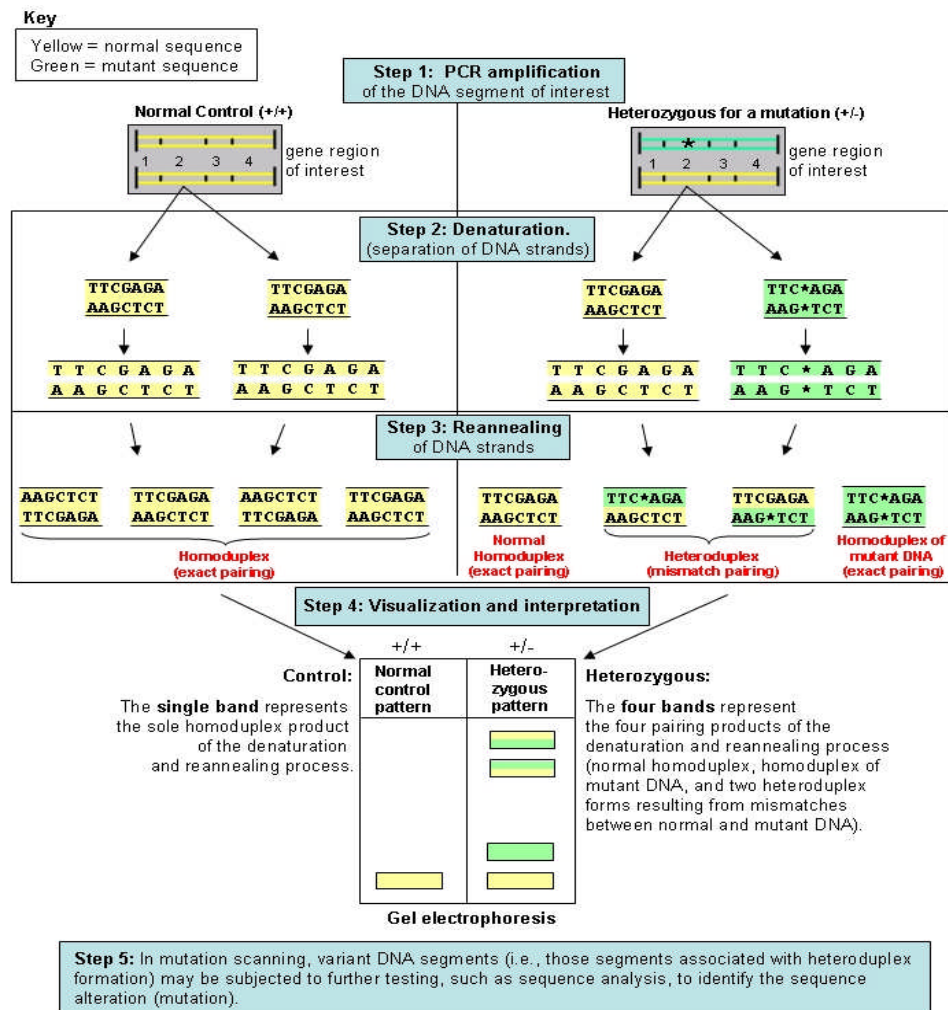 Key
Yellow = normal sequence
Green = mutant sequence
Step 1: PCR amplification
of the DNA segment of interest
Normal Control (+/+)
1 2 3 4
gene region
of interest
Heterozygous for a mutation (+/-)
*
1 2 3 4
gene region
of interest
Step 2: Denaturation.
(separation of DNA strands)
TTCGAGA
AAGCTCT
TTCGAGA
AAGCTCT
TTCGAGA
AAGCTCT
TTC*AGA
AAG*TCT
T T C G A G A
A A G C T C T
T T C G A G A
A A G C T C T
T T C G A G A
A A G C T C T
T T C * A G A
A A G * T C T
Step 3: Reannealing
of DNA strands
AAGCTCT
TTCGAGA
TTCGAGA
AAGCTCT
AAGCTCT
TTCGAGA
TTCGAGA
AAGCTCT
Homoduplex
(exact pairing)
TTCGAGA
AAGCTCT
Normal
Homoduplex
(exact pairing)
TTC*AGA
AAGCTCT
TTCGAGA
AAG*TCT
Heteroduplex
(mismatch pairing)
TTC*AGA
AAG*TCT
Homoduplex of
mutant DNA
(exact pairing)
Step 4: Visualization and interpretation
+/+
+/-
Control:
The single band represents
the sole homoduplex product
of the denaturation
and reannealing process.
Normal
control
pattern
Hetero-
zygous
pattern
Heterozygous:
The four bands represent
the four pairing products of the
denaturation and reannealing process
(normal homoduplex, homoduplex of
mutant DNA, and two heteroduplex
forms resulting from mismatches
between normal and mutant DNA).
Gel electrophoresis
Step 5: In mutation scanning, variant DNA segments (i.e., those segments associated with heteroduplex
formation) may be subjected to further testing, such as sequence analysis, to identify the sequence
alteration (mutation).